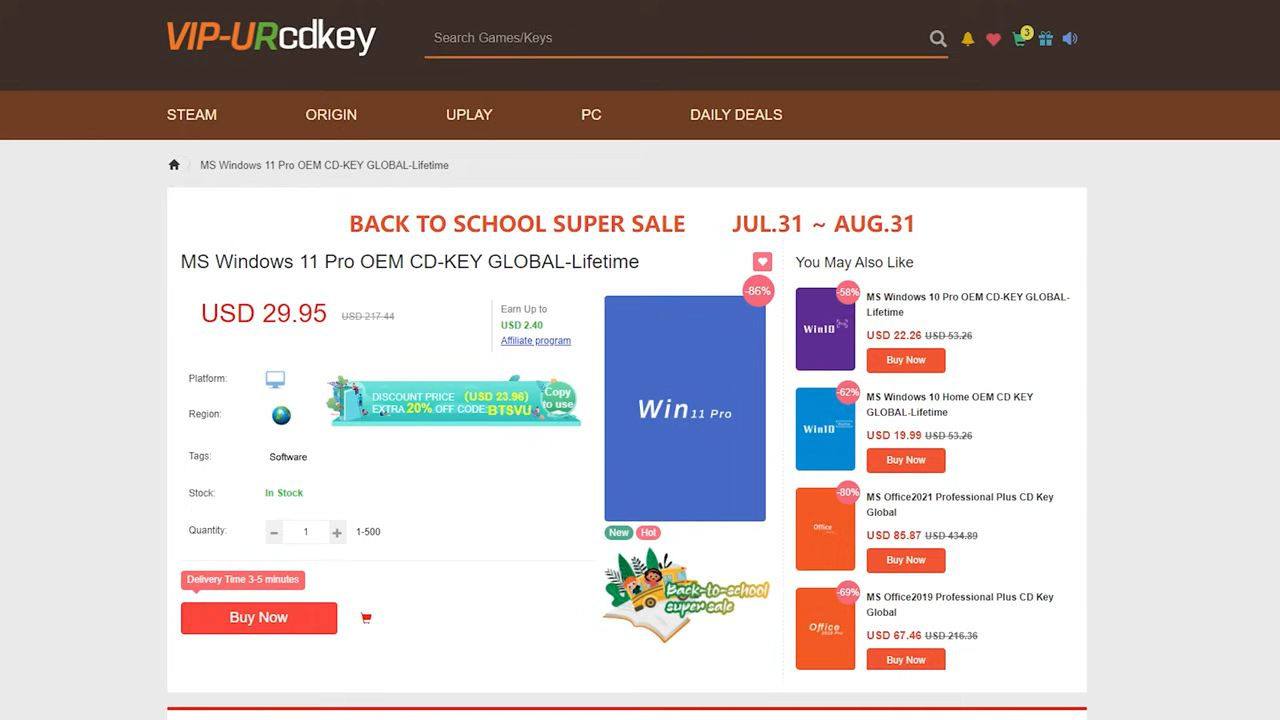 VIP-URcdkey
Search Games/Keys
3
STEAM
ORIGIN
UPLAY
PC
DAILY DEALS
MS Windows 11 Pro OEM CD-KEY GLOBAL-Lifetime
BACK TO SCHOOL SUPER SALE JUL.31 ~ AUG.31
MS Windows 11 Pro OEM CD-KEY GLOBAL-Lifetime
-86%
USD 29.95 USD 217.44
Earn Up to
USD 2.40
Affiliate program
Platform:
DISCOUNT PRICE (USD 23.96)
EXTRA 20% OFF CODE:BTSVU
Copy
to use
Region:
Tags:
Software
Stock:
In Stock
Quantity:
1
1-500
Delivery Time 3-5 minutes
Buy Now
Win 11 Pro
New
Hot
Back-to-school
super sale
You May Also Like
-58%
Win10
MS Windows 10 Pro OEM CD-KEY GLOBAL-
Lifetime
USD 22.26 USD 53.26
Buy Now
-62%
Win10
MS Windows 10 Home OEM CD KEY
GLOBAL-Lifetime
USD 19.99 USD 53.26
Buy Now
-80%
Office
MS Office2021 Professional Plus CD Key
Global
USD 85.87 USD 434.89
Buy Now
-69%
Office
2019 Pro
MS Office2019 Professional Plus CD Key
Global
USD 67.46 USD 216.36
Buy Now